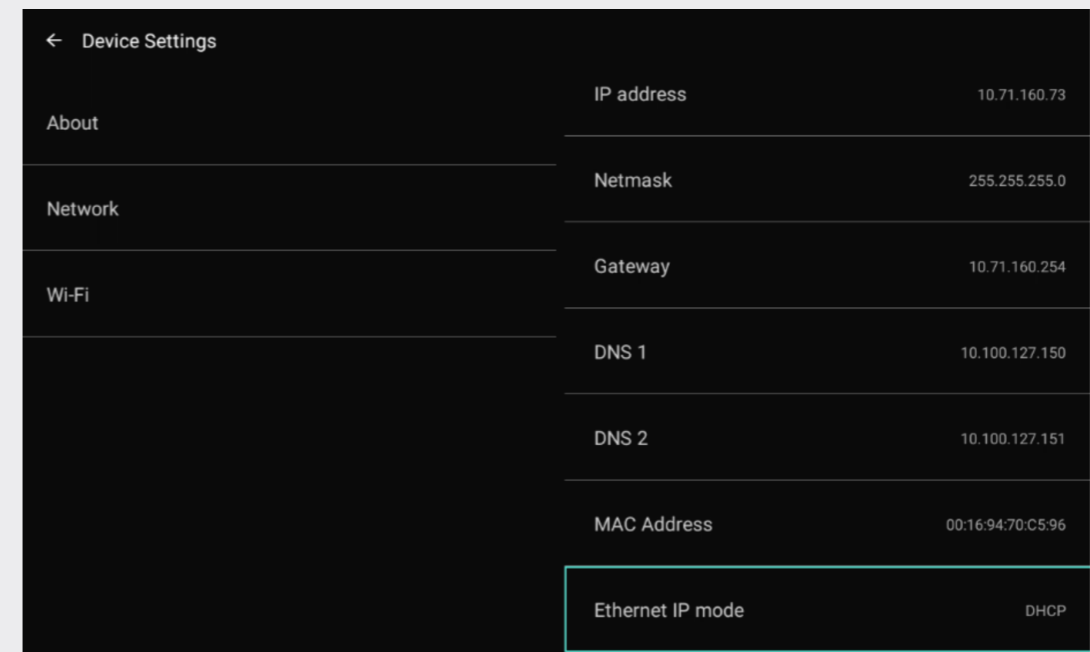 ← Device Settings
About
Network
Wi-Fi
IP address 10.71.160.73
Netmask 255.255.255.0
Gateway 10.71.160.254
DNS 1 10.100.127.150
DNS 2 10.100.127.151
MAC Address 00:16:94:70:C5:96
Ethernet IP mode DHCP